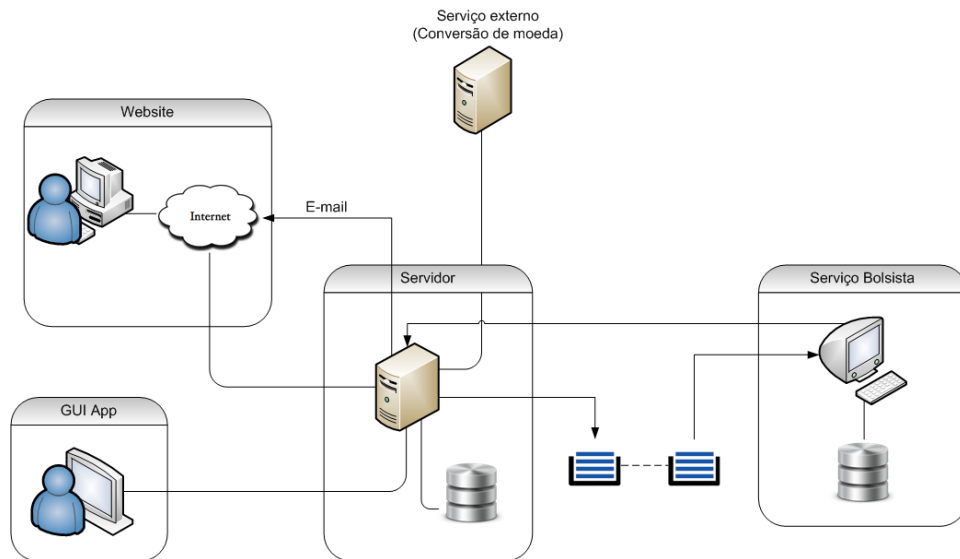 Serviço externo
(Conversão de moeda)
Website
Internet
E-mail
Servidor
Serviço Bolsista
GUI App